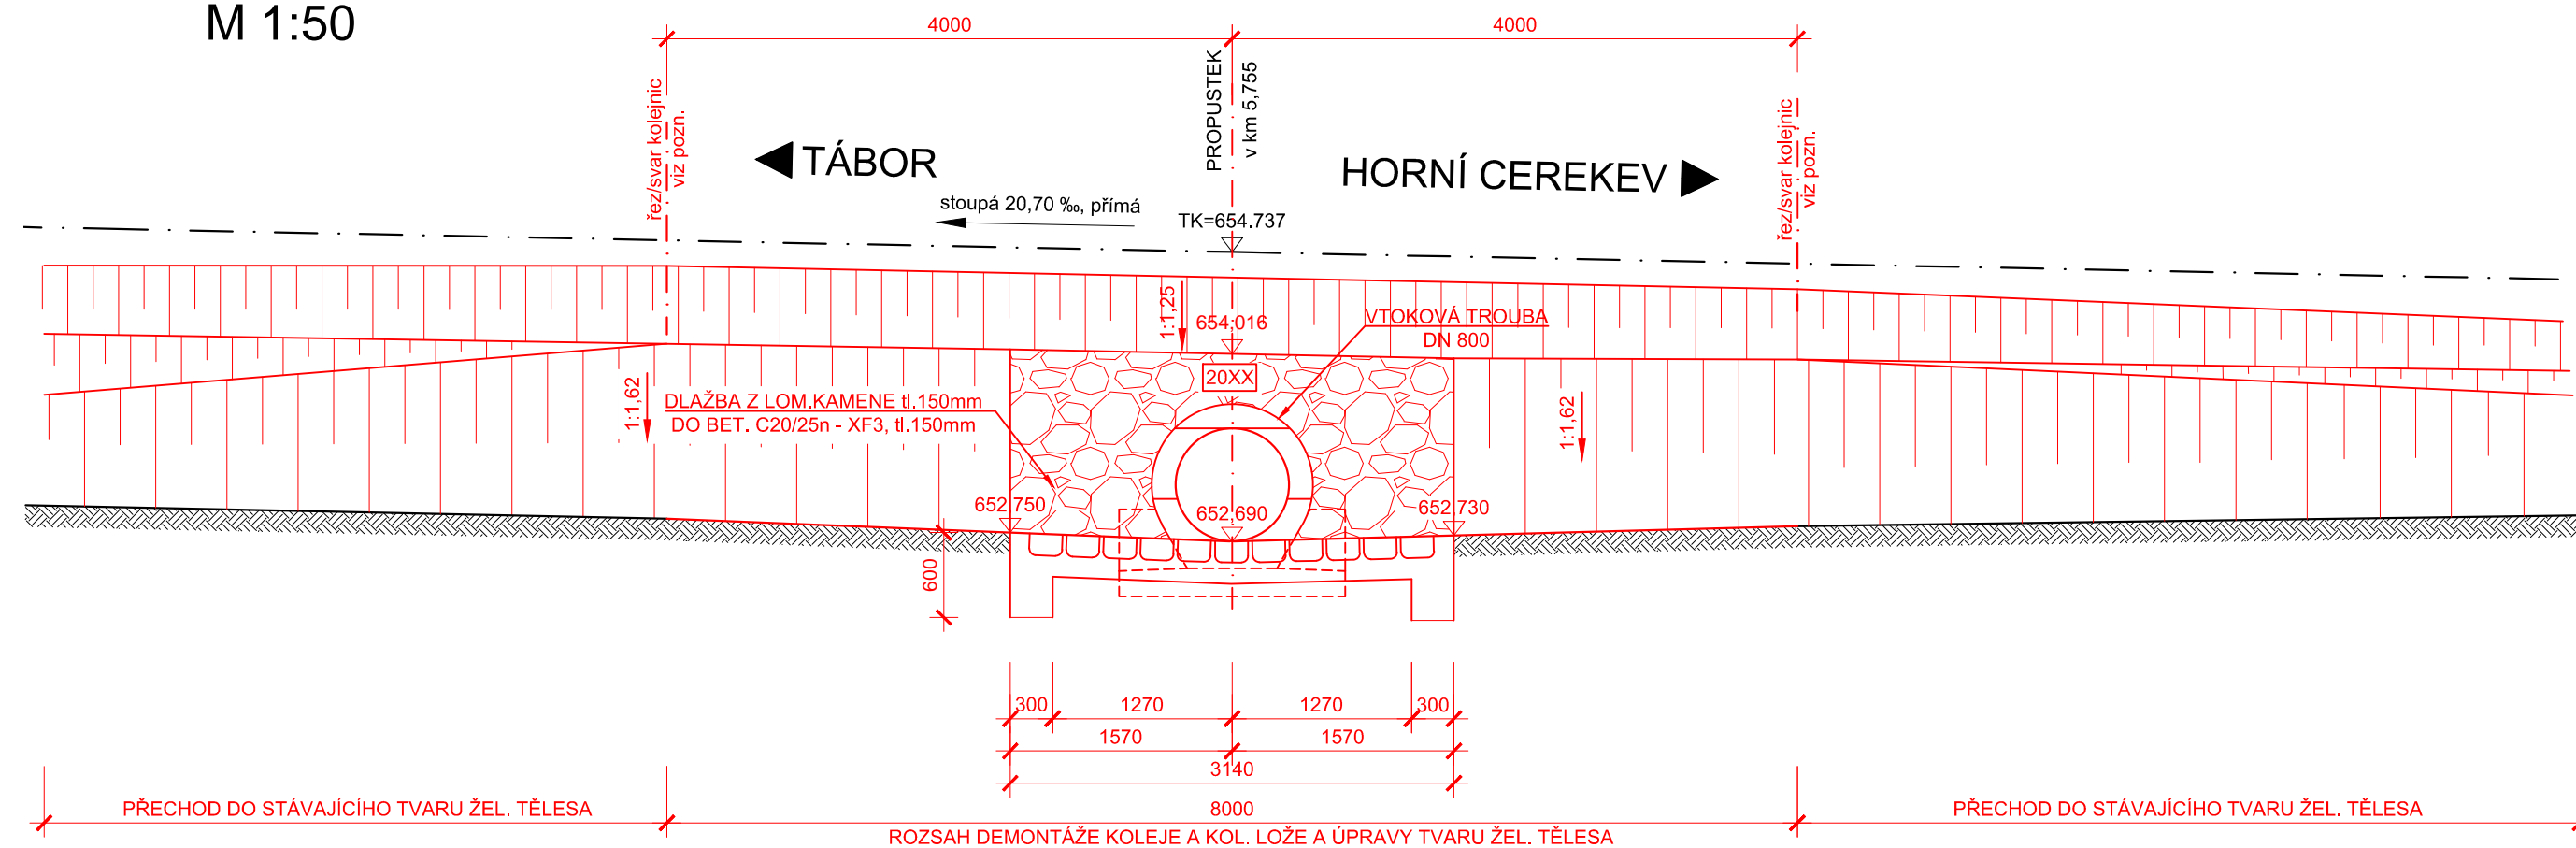 M 1:50
4000
4000
řez/svar kolejnic
viz pozn.
PROPUSTEK
v km 5,755
řez/svar kolejnic
viz pozn.
TÁBOR
HORNÍ CEREKEV
stoupá 20,70 ‰, přímá
TK=654.737
1:1,25
654,016
VTOKOVÁ TROUBA
DN 800
20XX
1:1,62
DLAŽBA Z LOM.KAMENE tl.150mm
DO BET. C20/25n - XF3, tl.150mm
1:1,62
652,750
652,690
652,730
600
300
1270
1270
300
1570
1570
3140
PŘECHOD DO STÁVAJÍCÍHO TVARU ŽEL. TĚLESA
8000
PŘECHOD DO STÁVAJÍCÍHO TVARU ŽEL. TĚLESA
ROZSAH DEMONTÁŽE KOLEJE A KOL. LOŽE A ÚPRAVY TVARU ŽEL. TĚLESA